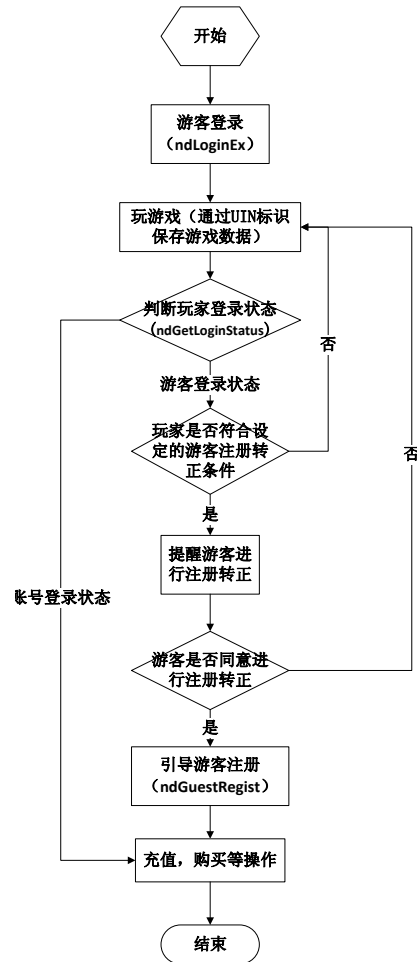 开始
游客登录
（ndLoginEx）
玩游戏（通过UIN标识
保存游戏数据）
判断玩家登录状态
（ndGetLoginStatus）
否
游客登录状态
玩家是否符合设
定的游客注册转
正条件
否
是
提醒游客进
行注册转正
账号登录状态
游客是否同意进
行注册转正
是
引导游客注册
（ndGuestRegist）
充值，购买等操作
结束